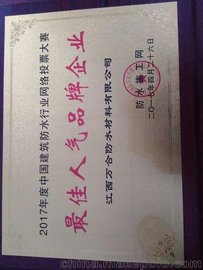 2017年度中国建筑防水行业网络投票大赛
最佳人气品牌企业
江西万合防水材料有限公司
防水施工网
二〇一七年四月二十六日